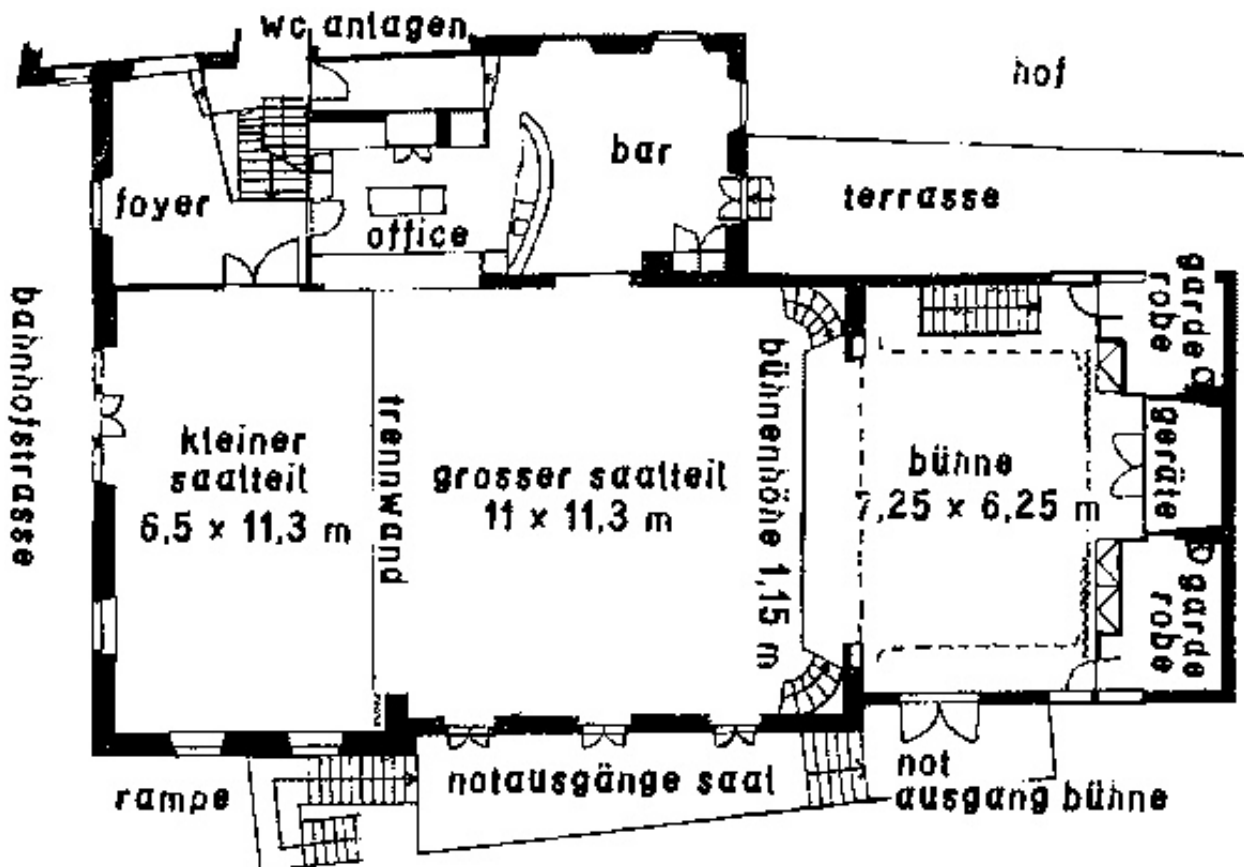 wc anlagen
hof
bar
foyer
terrasse
office
garde
robe
bahnhofstrasse
trennwand
bühnenhöhe 1,15 m
kleiner
saalteil
6,5 x 11,3 m
grosser saalteil
11 x 11,3 m
bühne
7,25 x 6,25 m
geräte
garde
robe
rampe
notausgänge saal
not
ausgang bühne